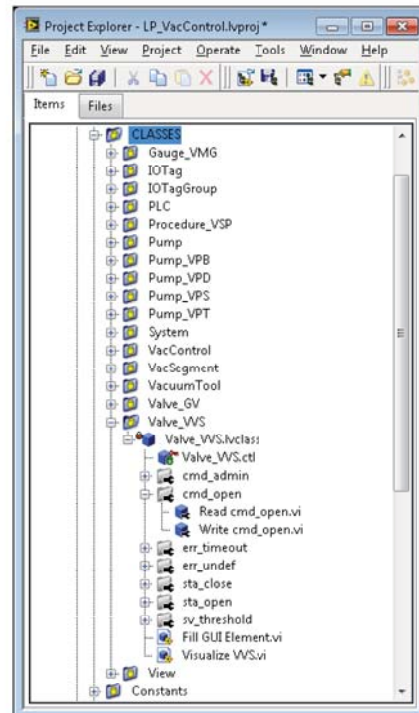 Project Explorer - LP_VacControl.lvproj *
File Edit View Project Operate Tools Window Help
Items Files
CLASSES
Gauge_VMG
IOTag
IOTagGroup
PLC
Procedure_VSP
Pump
Pump_VPB
Pump_VPD
Pump_VPS
Pump_VPT
System
VacControl
VacSegment
VacuumTool
Valve_GV
Valve_VVS
Valve_VVS.lvclass
Valve_VVS.ctl
cmd_admin
cmd_open
Read cmd_open.vi
Write cmd_open.vi
err_timeout
err_undef
sta_close
sta_open
sv_threshold
Fill GUI Element.vi
Visualize VVS.vi
View
Constants